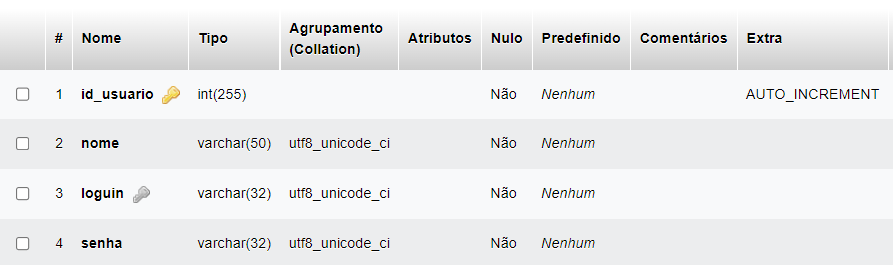 # Nome Tipo Agrupamento (Collation) Atributos Nulo Predefinido Comentários Extra
1 id_usuario int(255) Não Nenhum AUTO_INCREMENT
2 nome varchar(50) utf8_unicode_ci Não Nenhum
3 loguin varchar(32) utf8_unicode_ci Não Nenhum
4 senha varchar(32) utf8_unicode_ci Não Nenhum